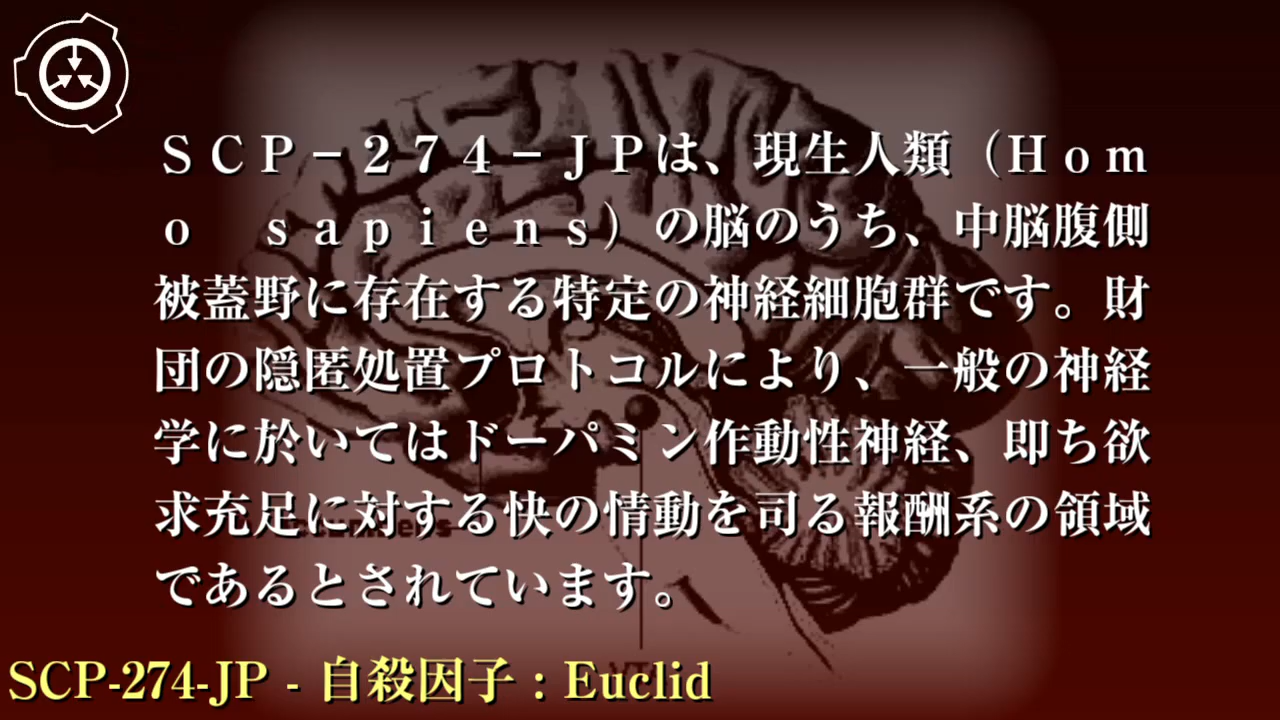 SCP-274-JPは、現生人類（Hom
o sapiens）の脳のうち、中脳腹側
被蓋野に存在する特定の神経細胞群です。財
団の隠匿処置プロトコルにより、一般の神経
学に於いてはドーパミン作動性神経、即ち欲
求充足に対する快の情動を司る報酬系の領域
であるとされています。
SCP-274-JP - 自殺因子：Euclid